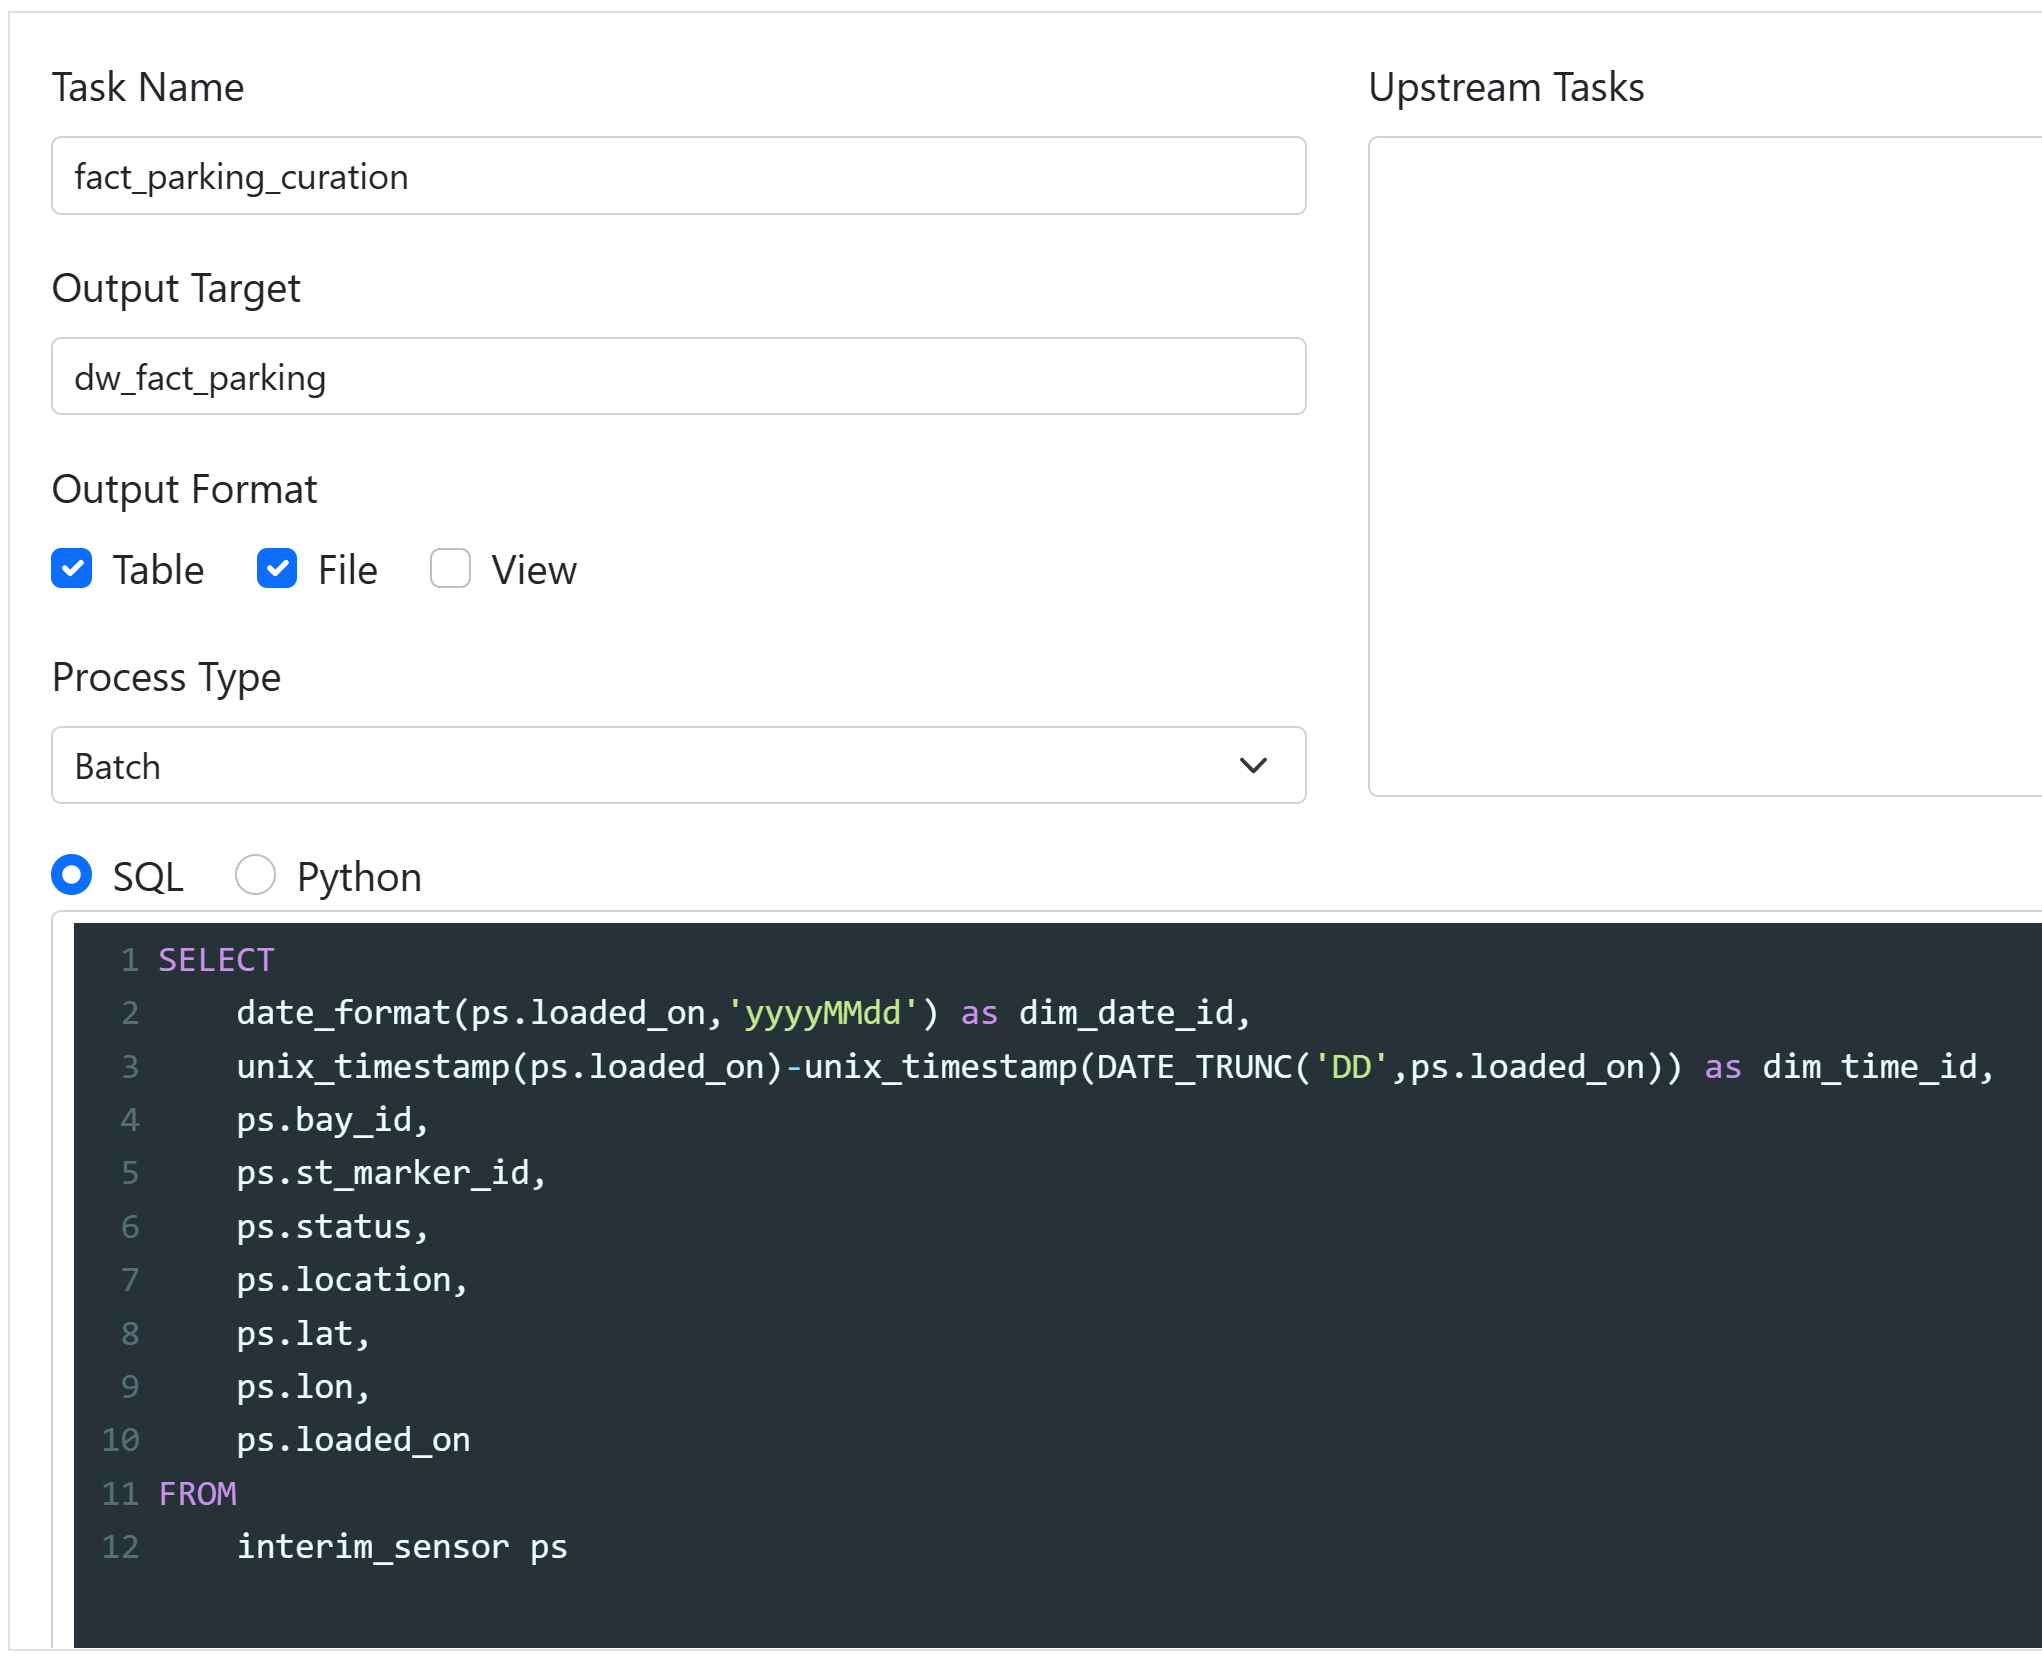 Task Name
fact_parking_curation
Output Target
dw_fact_parking
Output Format
Table File View
Process Type
Batch
Upstream Tasks
SQL Python
1 SELECT
2 date_format(ps.loaded_on,'yyyyMMdd') as dim_date_id,
3 unix_timestamp(ps.loaded_on)-unix_timestamp(DATE_TRUNC('DD',ps.loaded_on)) as dim_time_id,
4 ps.bay_id,
5 ps.st_marker_id,
6 ps.status,
7 ps.location,
8 ps.lat,
9 ps.lon,
10 ps.loaded_on
11 FROM
12 interim_sensor ps